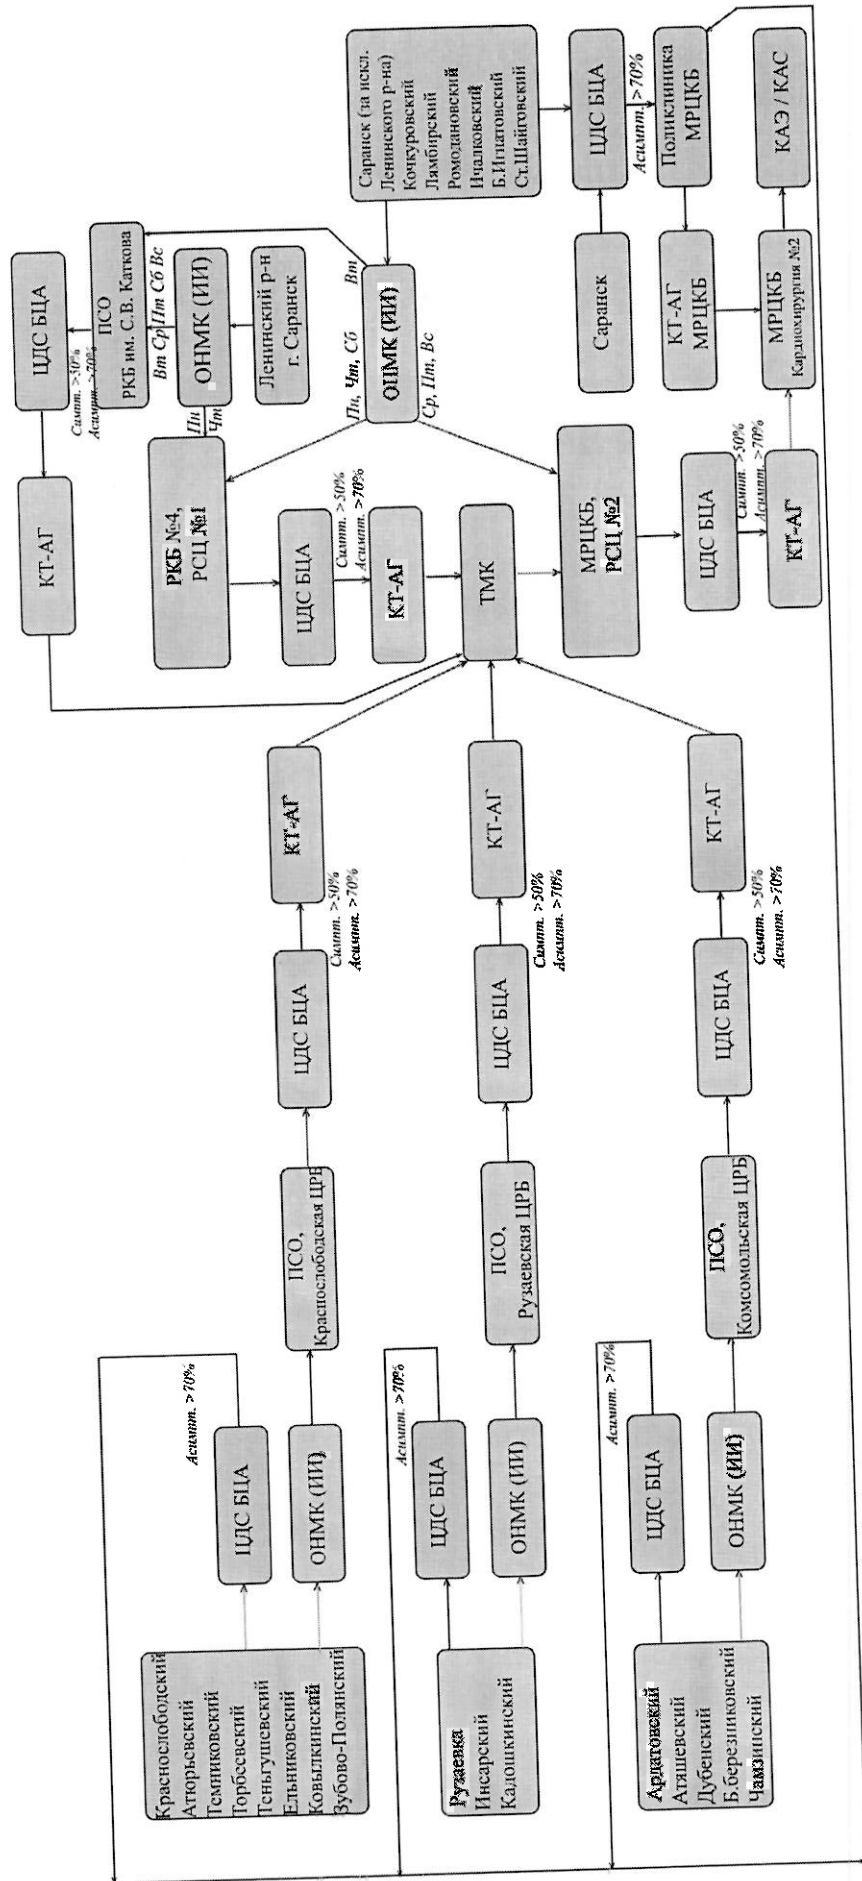 Краснослободский
Атюрьевский
Темниковский
Торбеевский
Теньгушевский
Ельниковский
Ковылкинский
Зубово-Полянский
ЦДС БЦА
Асимпт. >70%
ОНМК (ИИ)
ПСО,
Краснослободская ЦРБ
ЦДС БЦА
Симпт. >50%
Асимпт. >70%
КТ-АГ
Рузаевка
Инсарский
Кадошкинский
ЦДС БЦА
Асимпт. >70%
ОНМК (ИИ)
ПСО,
Рузаевская ЦРБ
ЦДС БЦА
Симпт. >50%
Асимпт. >70%
КТ-АГ
Ардатовский
Атяшевский
Дубенский
Б.березниковский
Чамзинский
ЦДС БЦА
Асимпт. >70%
ОНМК (ИИ)
ПСО,
Комсомольская ЦРБ
ЦДС БЦА
Симпт. >50%
Асимпт. >70%
КТ-АГ
КТ-АГ
Симпт. >50%
Асимпт. >70%
ЦДС БЦА
ПСО
РКБ им. С.В. Каткова
Вт Ср Пт Сб Вс
ОНМК (ИИ)
Пн
Чт
Ленинский р-н
г. Саранск
РКБ №4,
РСЦ №1
ЦДС БЦА
Симпт. >50%
Асимпт. >70%
КТ-АГ
ТМК
МРЦКБ,
РСЦ №2
ЦДС БЦА
Симпт. >50%
Асимпт. >70%
КТ-АГ
Пн, Чт, Сб
Вт
ОНМК (ИИ)
Ср, Пт, Вс
Саранск (за искл.
Ленинского р-на)
Кочкуровский
Лямбирский
Ромодановский
Ичалковский
Б.Игнатовский
Ст.Шайговский
Саранск
ЦДС БЦА
Асимпт. >70%
Поликлиника
МРЦКБ
КТ-АГ
МРЦКБ
МРЦКБ
Кардиохирургия №2
КАЭ / КАС